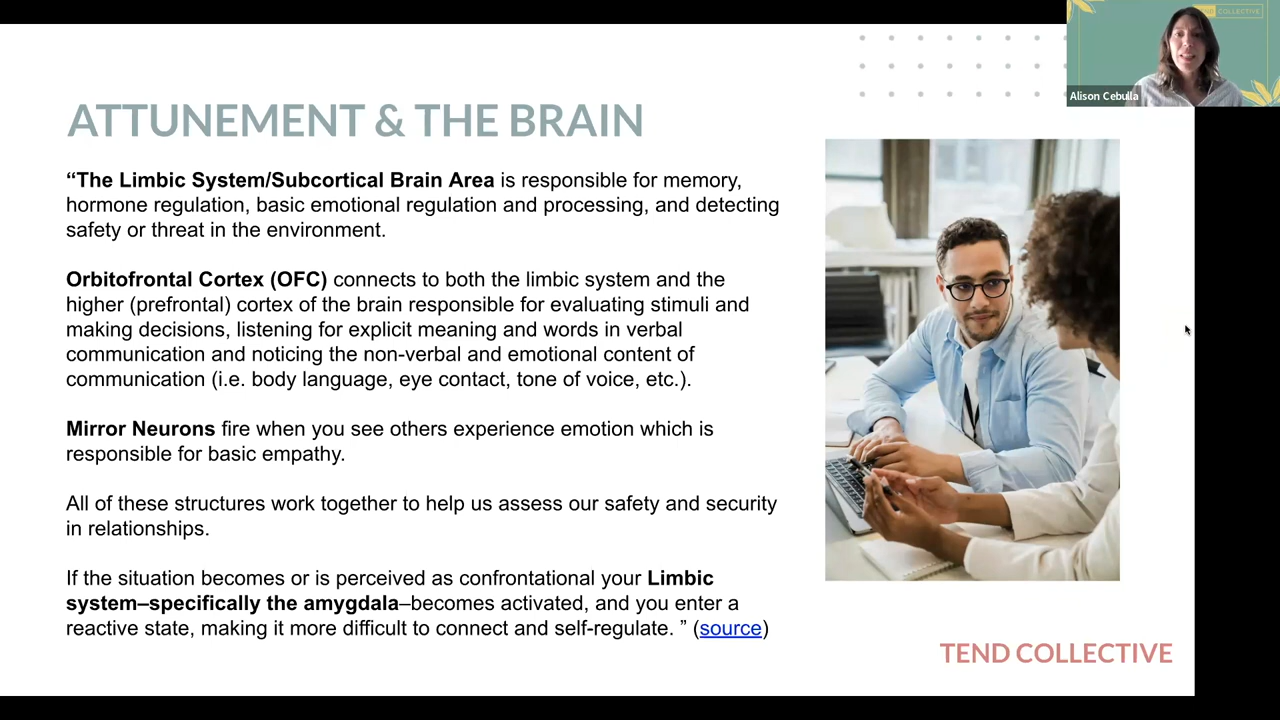 COLLECTIVE
Alison Cebulla
ATTUNEMENT & THE BRAIN
“The Limbic System/Subcortical Brain Area is responsible for memory,
hormone regulation, basic emotional regulation and processing, and detecting
safety or threat in the environment.
Orbitofrontal Cortex (OFC) connects to both the limbic system and the
higher (prefrontal) cortex of the brain responsible for evaluating stimuli and
making decisions, listening for explicit meaning and words in verbal
communication and noticing the non-verbal and emotional content of
communication (i.e. body language, eye contact, tone of voice, etc.).
Mirror Neurons fire when you see others experience emotion which is
responsible for basic empathy.
All of these structures work together to help us assess our safety and security
in relationships.
If the situation becomes or is perceived as confrontational your Limbic
system–specifically the amygdala–becomes activated, and you enter a
reactive state, making it more difficult to connect and self-regulate. ” (source)
TEND COLLECTIVE